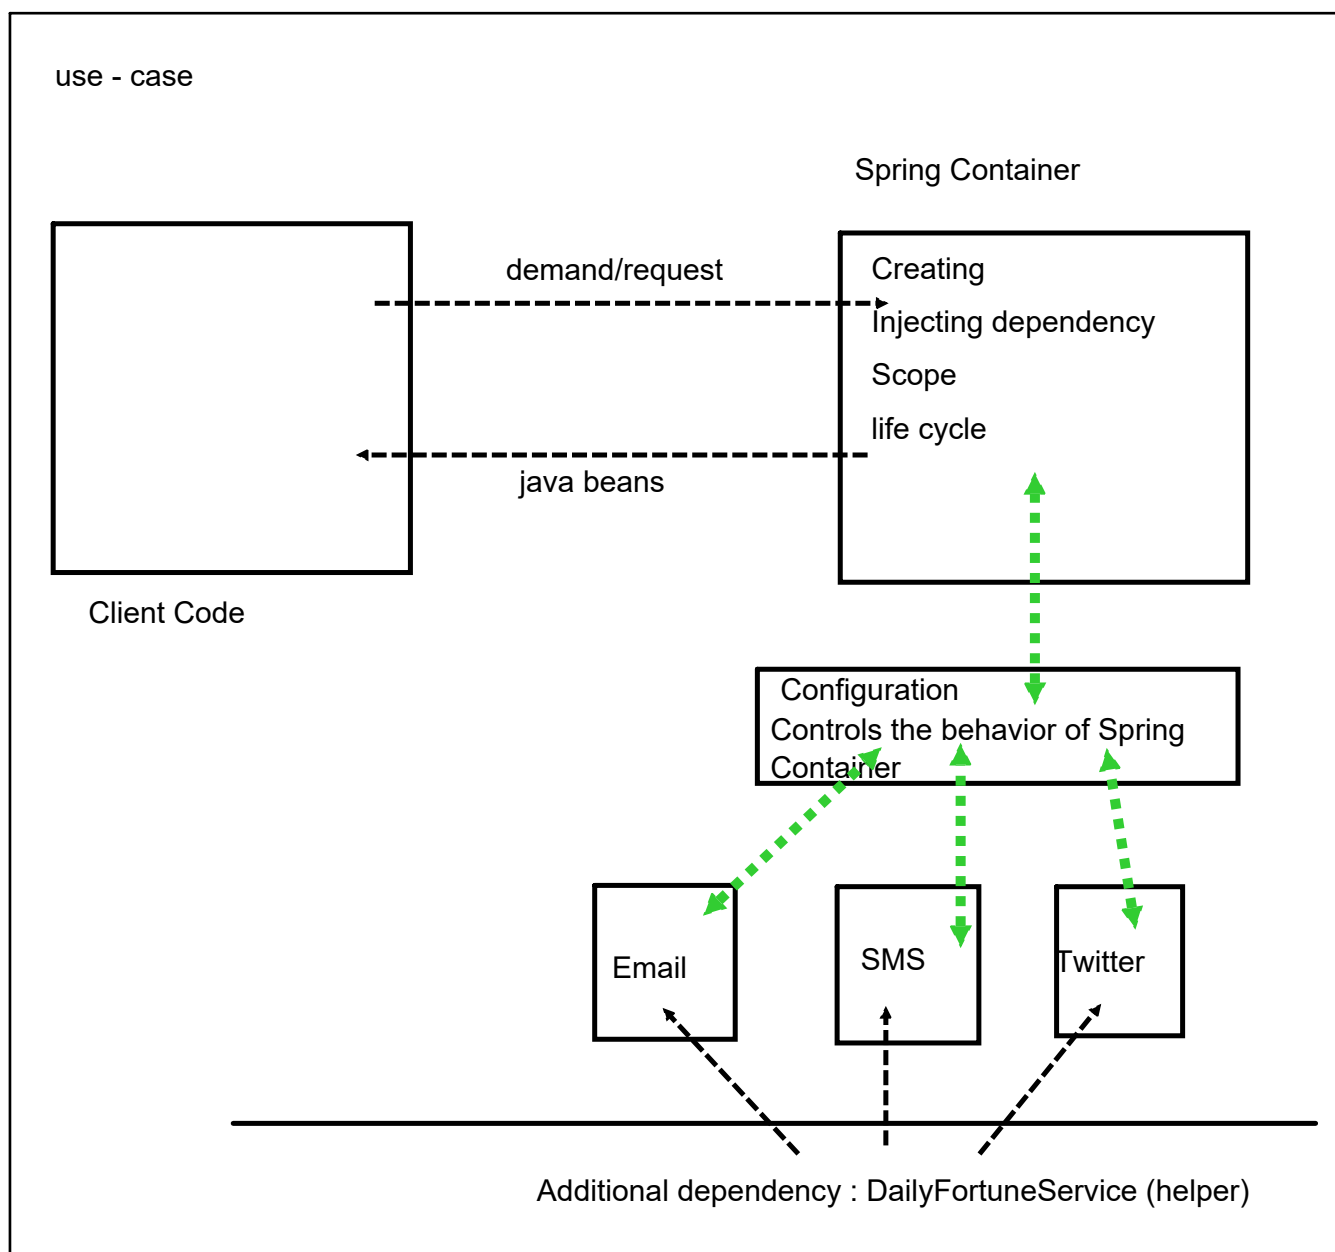 use - case
Spring Container
demand/request
Creating
Injecting dependency
Scope
life cycle
java beans
Client Code
Configuration
Controls the behavior of Spring
Container
Email
SMS
Twitter
Additional dependency : DailyFortuneService (helper)